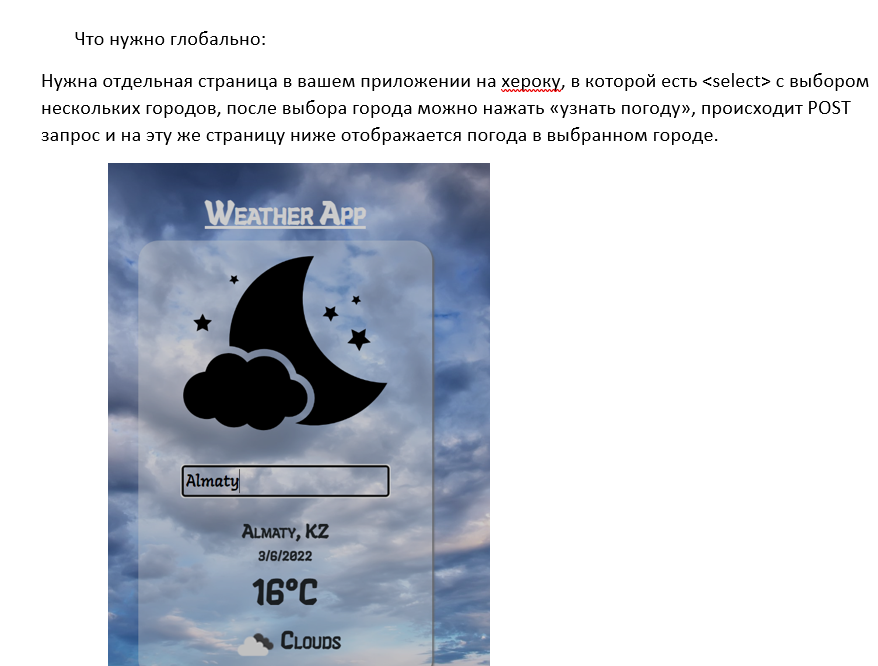 Что нужно глобально:
Нужна отдельная страница в вашем приложении на хероку, в которой есть <select> с выбором
нескольких городов, после выбора города можно нажать «узнать погоду», происходит POST
запрос и на эту же страницу ниже отображается погода в выбранном городе.
Weather App
Almaty
Almaty, KZ
3/6/2022
16°C
Clouds